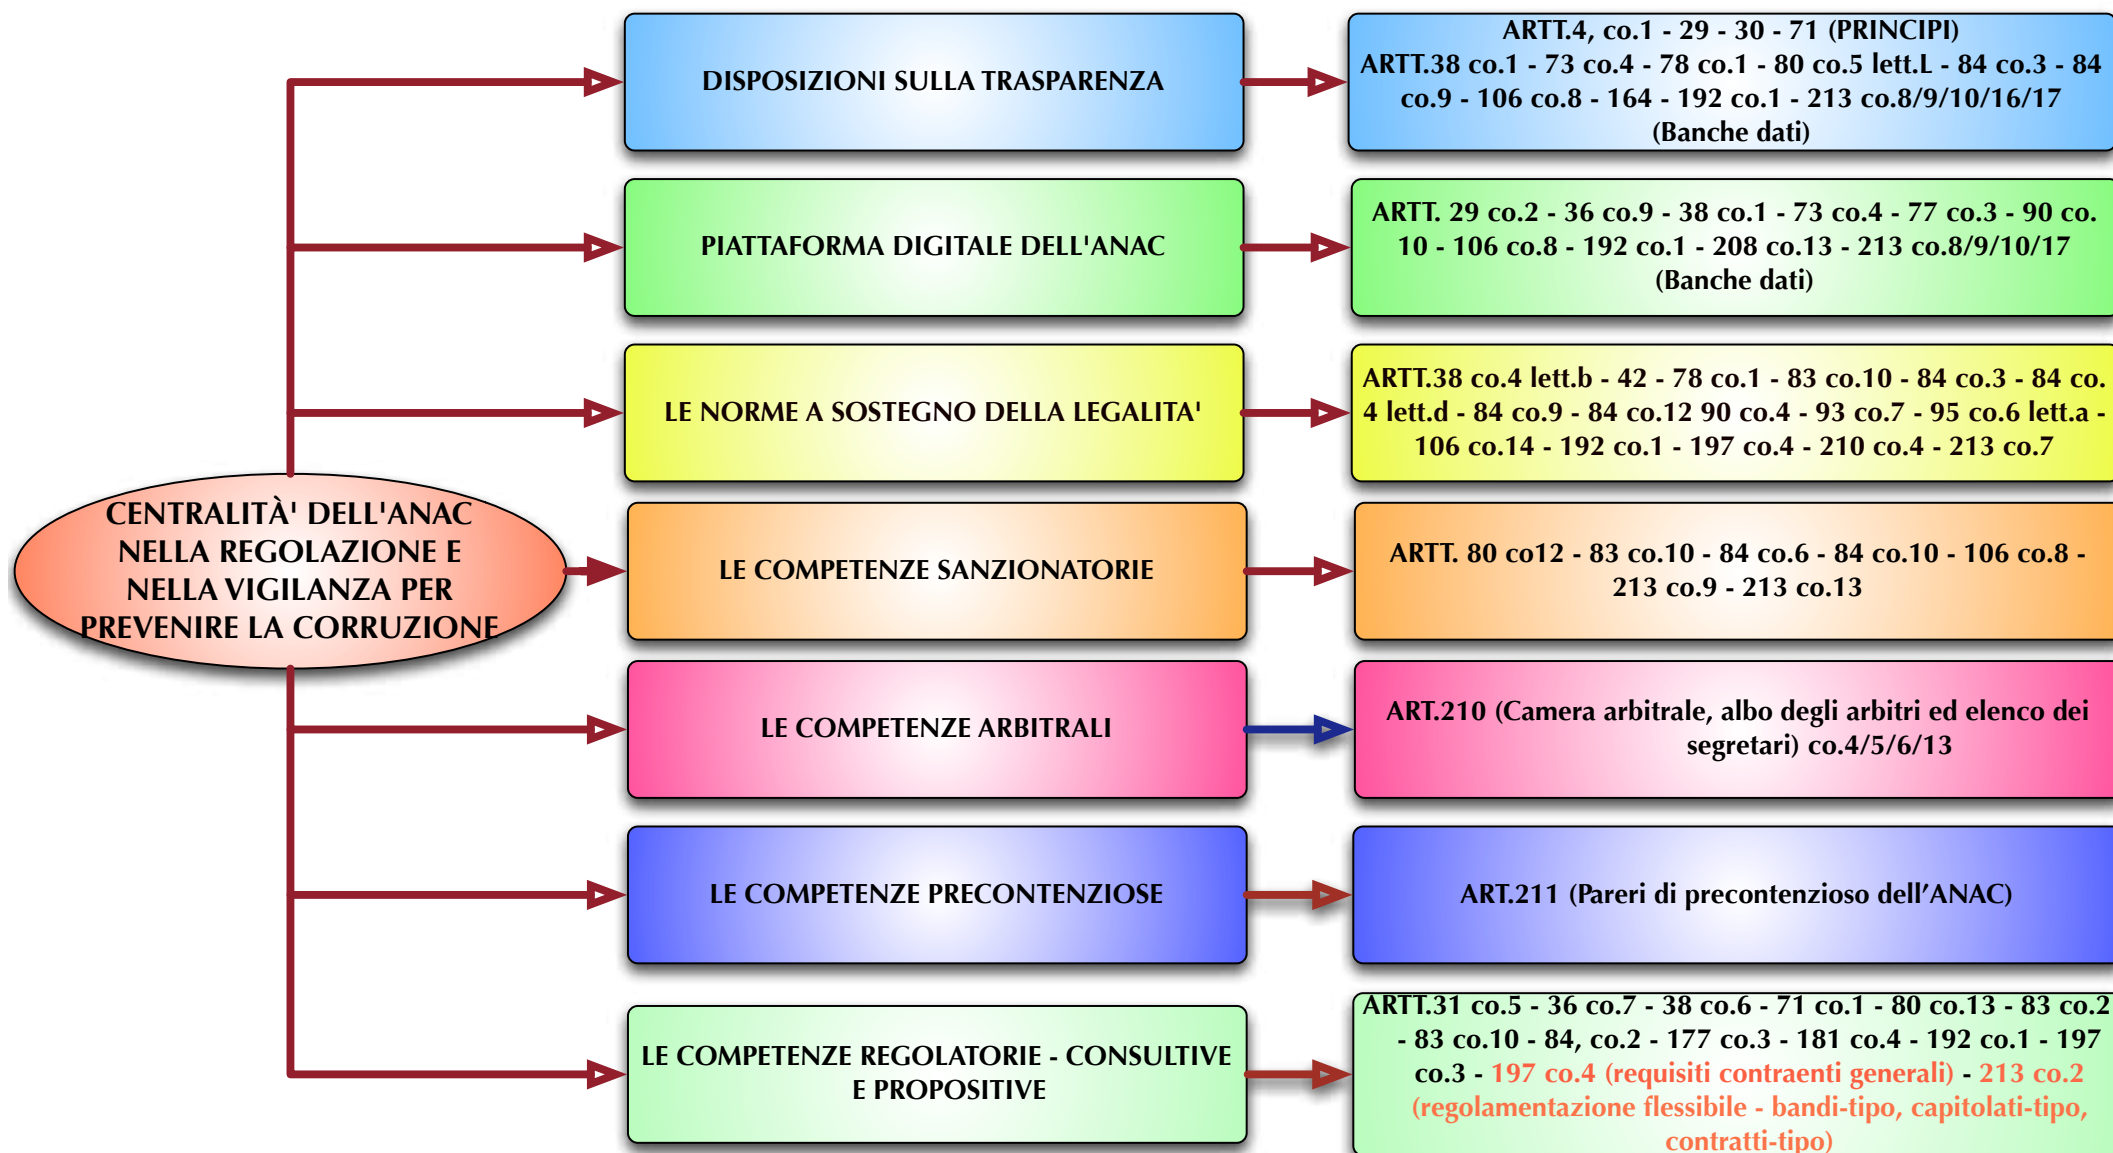 DISPOSIZIONI SULLA TRASPARENZA
ARTT.4, co.1 - 29 - 30 - 71 (PRINCIPI)
ARTT.38 co.1 - 73 co.4 - 78 co.1 - 80 co.5 lett.L - 84 co.3 - 84
co.9 - 106 co.8 - 164 - 192 co.1 - 213 co.8/9/10/16/17
(Banche dati)
PIATTAFORMA DIGITALE DELL'ANAC
ARTT. 29 co.2 - 36 co.9 - 38 co.1 - 73 co.4 - 77 co.3 - 90 co.
10 - 106 co.8 - 192 co.1 - 208 co.13 - 213 co.8/9/10/17
(Banche dati)
LE NORME A SOSTEGNO DELLA LEGALITA'
ARTT.38 co.4 lett.b - 42 - 78 co.1 - 83 co.10 - 84 co.3 - 84 co.
4 lett.d - 84 co.9 - 84 co.12 90 co.4 - 93 co.7 - 95 co.6 lett.a -
106 co.14 - 192 co.1 - 197 co.4 - 210 co.4 - 213 co.7
CENTRALITÀ' DELL'ANAC
NELLA REGOLAZIONE E
NELLA VIGILANZA PER
PREVENIRE LA CORRUZIONE
LE COMPETENZE SANZIONATORIE
ARTT. 80 co12 - 83 co.10 - 84 co.6 - 84 co.10 - 106 co.8 -
213 co.9 - 213 co.13
LE COMPETENZE ARBITRALI
ART.210 (Camera arbitrale, albo degli arbitri ed elenco dei
segretari) co.4/5/6/13
LE COMPETENZE PRECONTENZIOSE
ART.211 (Pareri di precontenzioso dell’ANAC)
LE COMPETENZE REGOLATORIE - CONSULTIVE
E PROPOSITIVE
ARTT.31 co.5 - 36 co.7 - 38 co.6 - 71 co.1 - 80 co.13 - 83 co.2
- 83 co.10 - 84, co.2 - 177 co.3 - 181 co.4 - 192 co.1 - 197
co.3 - 197 co.4 (requisiti contraenti generali) - 213 co.2
(regolamentazione flessibile - bandi-tipo, capitolati-tipo,
contratti-tipo)